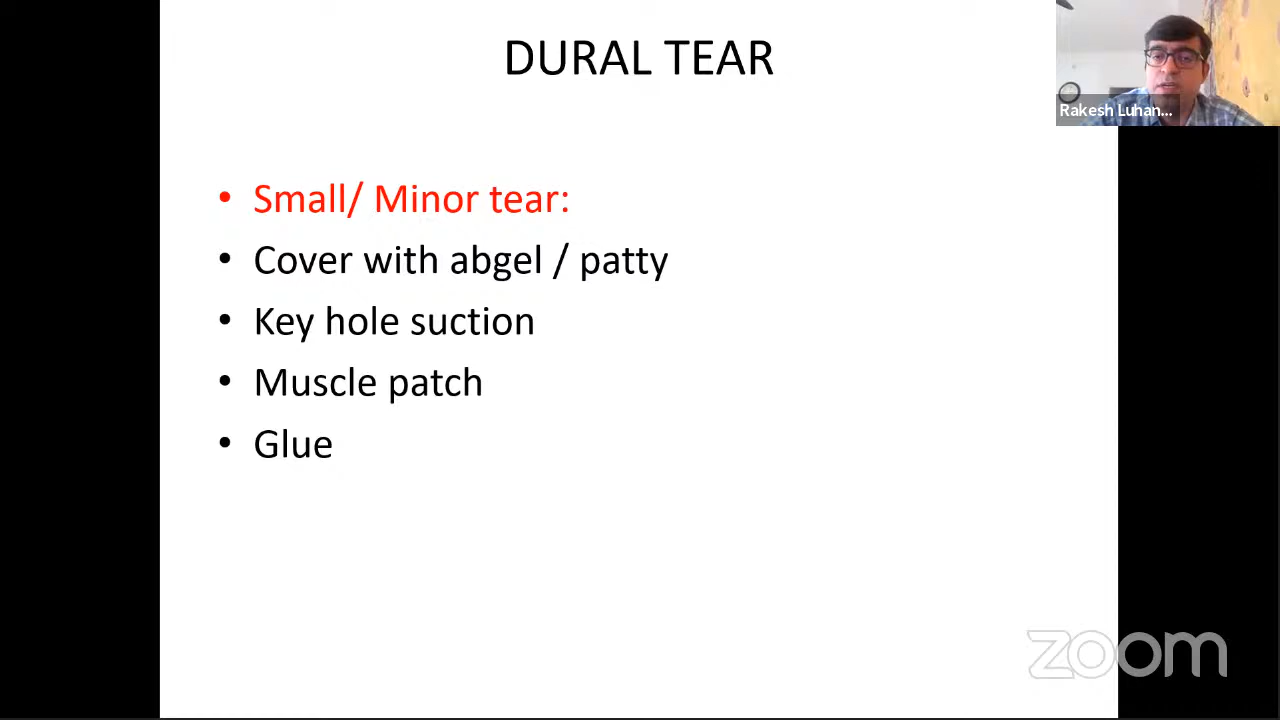 DURAL TEAR
Rakesh Luhan...
• Small/ Minor tear:
• Cover with abgel / patty
• Key hole suction
• Muscle patch
• Glue
zoom